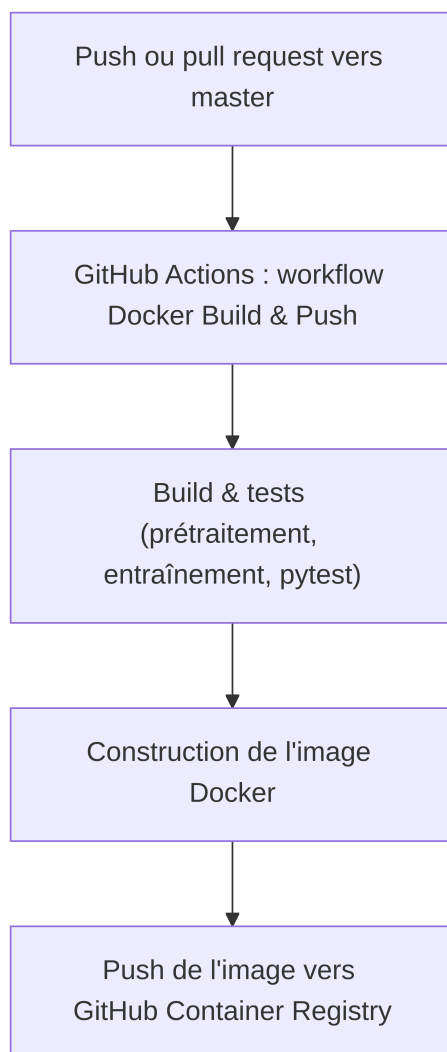 Push ou pull request vers
master
GitHub Actions : workflow
Docker Build & Push
Build & tests
(prétraitement,
entraînement, pytest)
Construction de l'image
Docker
Push de l'image vers
GitHub Container Registry